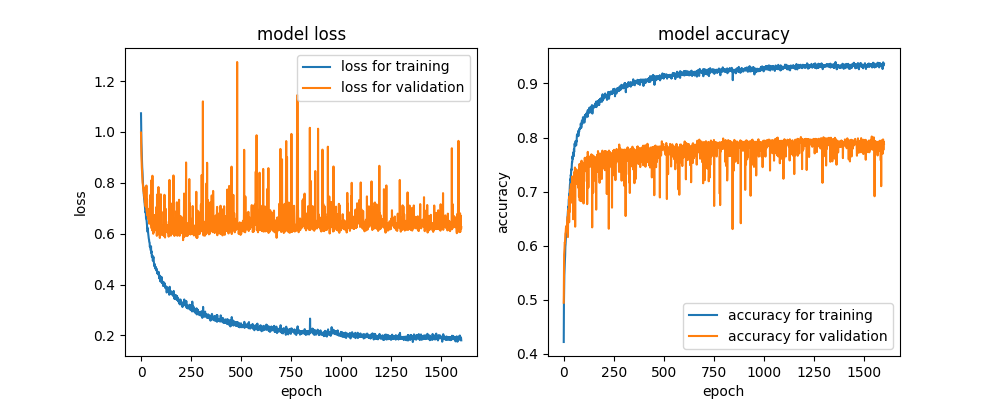 model loss
loss for training
loss for validation
1.2
1.0
0.8
0.6
0.4
0.2
loss
0
250
500
750
1000
1250
1500
epoch
model accuracy
0.9
0.8
0.7
0.6
0.5
0.4
accuracy
accuracy for training
accuracy for validation
0
250
500
750
1000
1250
1500
epoch